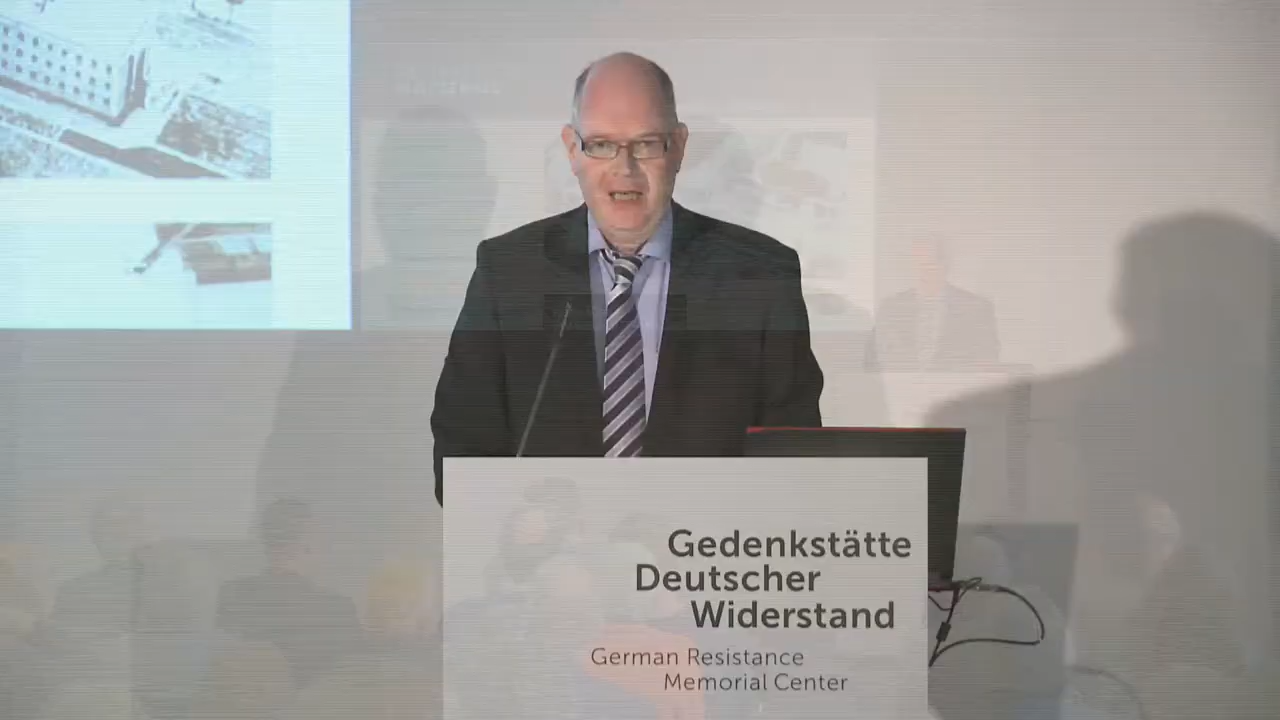 Gedenkstätte
Deutscher
Widerstand
German Resistance
Memorial Center